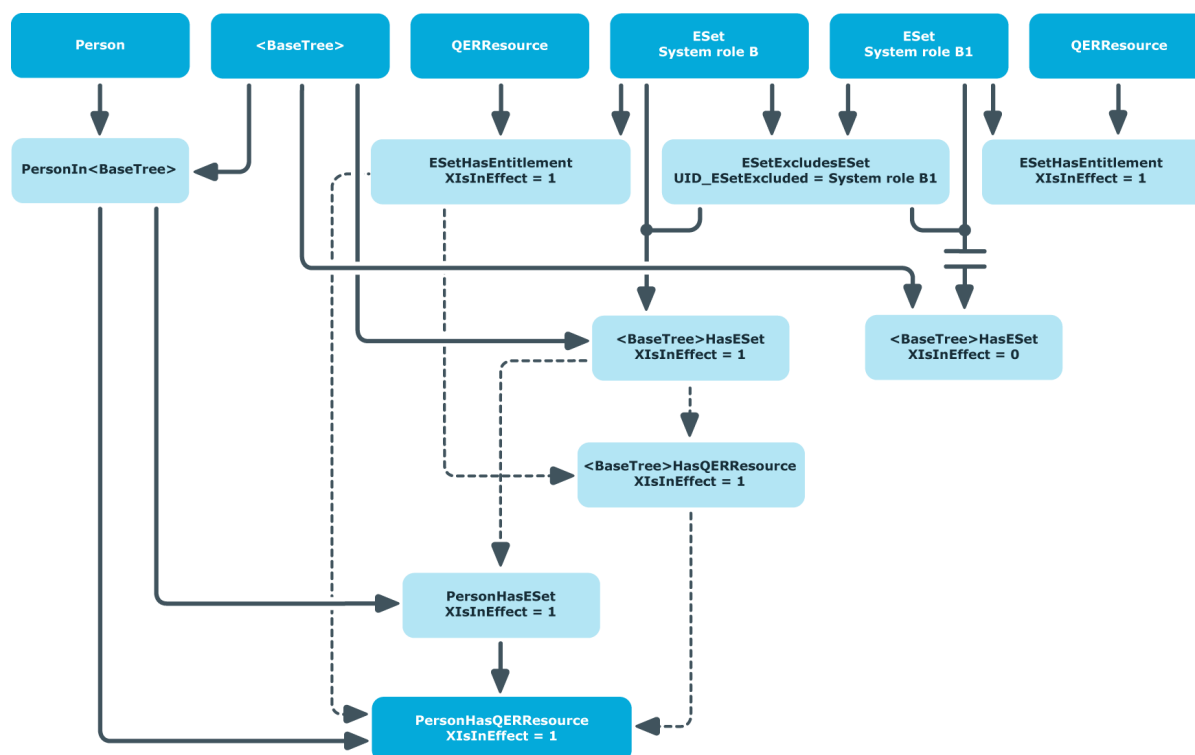 Person
<BaseTree>
QERResource
ESet
System role B
ESet
System role B1
QERResource
PersonIn<BaseTree>
ESetHasEntitlement
XIsInEffect = 1
ESetExcludesESet
UID_ESetExcluded = System role B1
ESetHasEntitlement
XIsInEffect = 1
<BaseTree>HasESet
XIsInEffect = 1
<BaseTree>HasESet
XIsInEffect = 0
<BaseTree>HasQERResource
XIsInEffect = 1
PersonHasESet
XIsInEffect = 1
PersonHasQERResource
XIsInEffect = 1